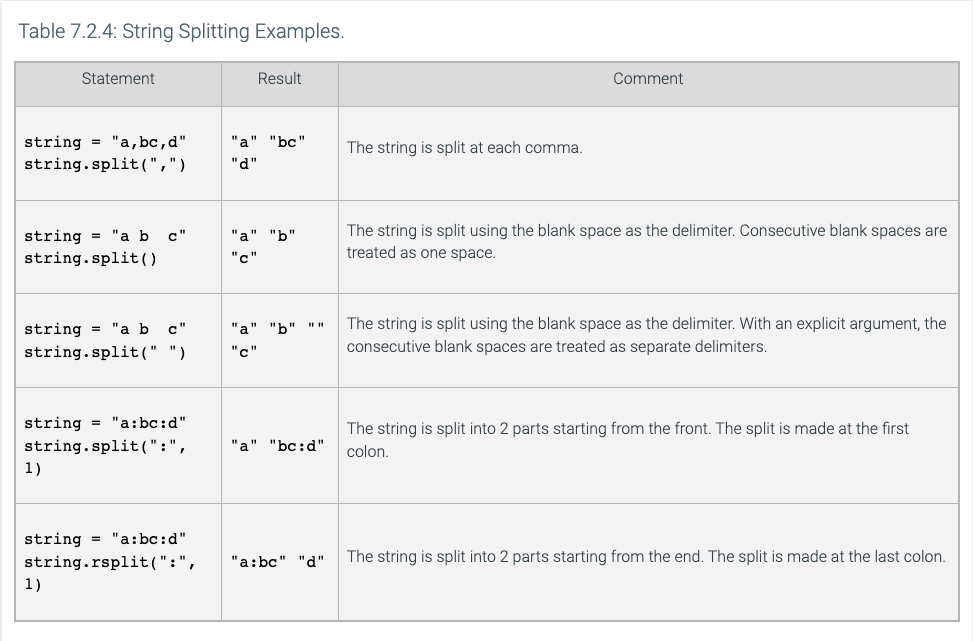 Table 7.2.4: String Splitting Examples.
Statement Result Comment
string = "a,bc,d"
string.split(",")
"a" "bc"
"d"
The string is split at each comma.
string = "a b  c"
string.split()
"a" "b"
"c"
The string is split using the blank space as the delimiter. Consecutive blank spaces are
treated as one space.
string = "a b  c"
string.split(" ")
"a" "b" ""
"c"
The string is split using the blank space as the delimiter. With an explicit argument, the
consecutive blank spaces are treated as separate delimiters.
string = "a:bc:d"
string.split(":",
1)
"a" "bc:d"
The string is split into 2 parts starting from the front. The split is made at the first
colon.
string = "a:bc:d"
string.rsplit(":",
1)
"a:bc" "d"
The string is split into 2 parts starting from the end. The split is made at the last colon.